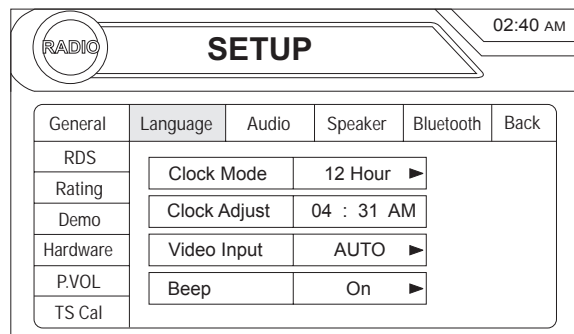 02:40 AM
RADIO
SETUP
General Language Audio Speaker Bluetooth Back
RDS
Rating
Demo
Hardware
P.VOL
TS Cal
Clock Mode 12 Hour
Clock Adjust 04 : 31 AM
Video Input AUTO
Beep On